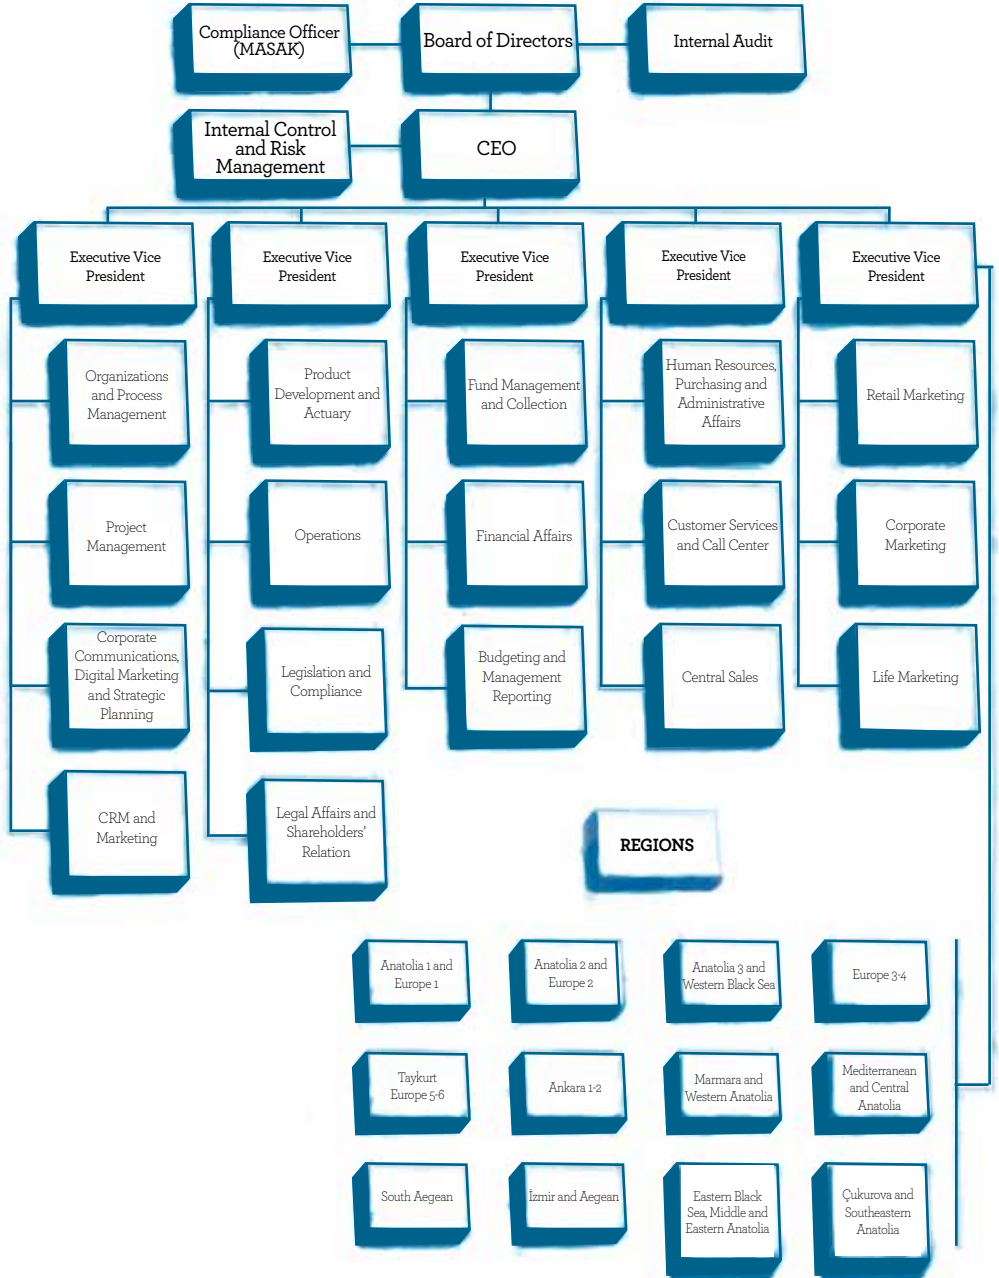 Compliance Officer
(MASAK)
Board of Directors
Internal Audit
Internal Control
and Risk
Management
CEO
Executive Vice
President
Executive Vice
President
Executive Vice
President
Executive Vice
President
Executive Vice
President
Organizations
and Process
Management
Product
Development and
Actuary
Fund Management
and Collection
Human Resources,
Purchasing and
Administrative
Affairs
Retail Marketing
Project
Management
Operations
Financial Affairs
Customer Services
and Call Center
Corporate
Marketing
Corporate
Communications,
Digital Marketing
and Strategic
Planning
Legislation and
Compliance
Budgeting and
Management
Reporting
Central Sales
Life Marketing
CRM and
Marketing
Legal Affairs and
Shareholders'
Relation
REGIONS
Anatolia 1 and
Europe 1
Anatolia 2 and
Europe 2
Anatolia 3 and
Western Black Sea
Europe 3-4
Taykurt
Europe 5-6
Ankara 1-2
Marmara and
Western Anatolia
Mediterranean
and Central
Anatolia
South Aegean
İzmir and Aegean
Eastern Black
Sea, Middle and
Eastern Anatolia
Çukurova and
Southeastern
Anatolia